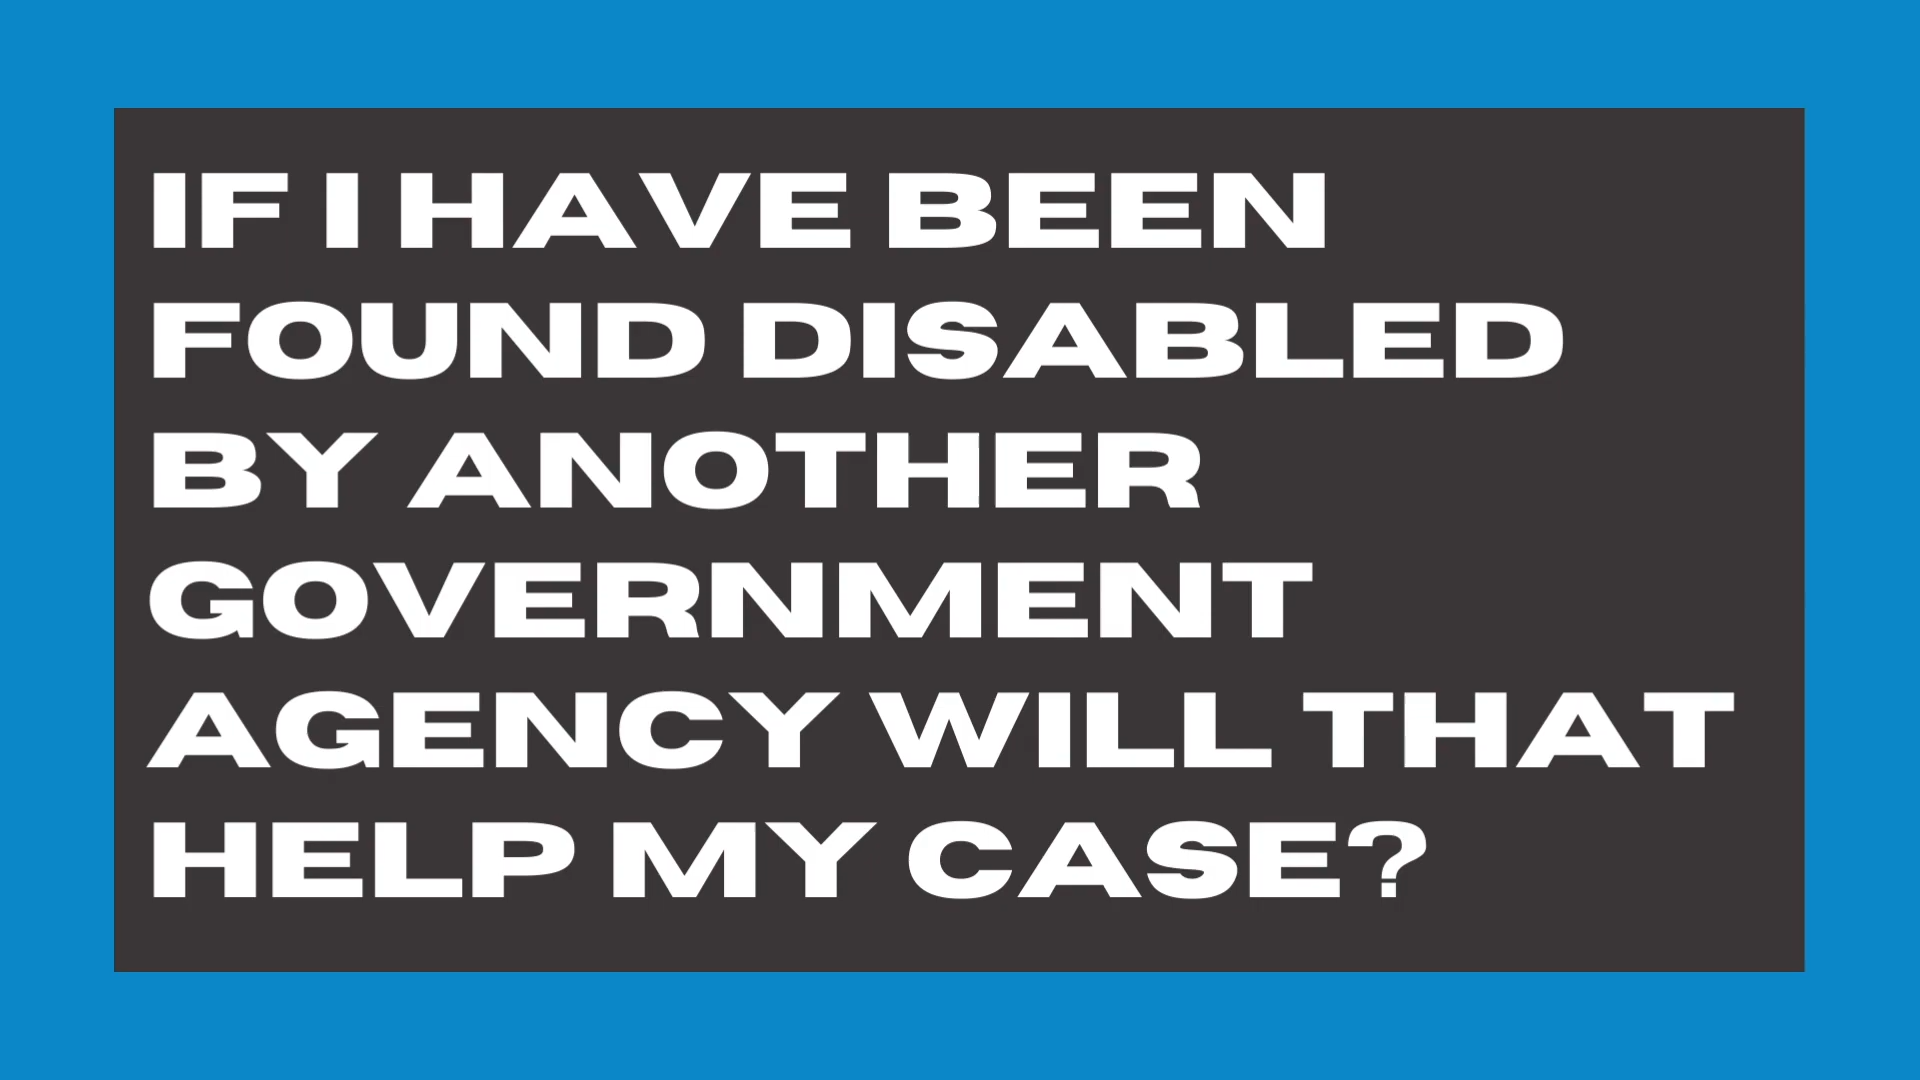 IF I HAVE BEEN
FOUND DISABLED
BY ANOTHER
GOVERNMENT
AGENCY WILL THAT
HELP MY CASE?